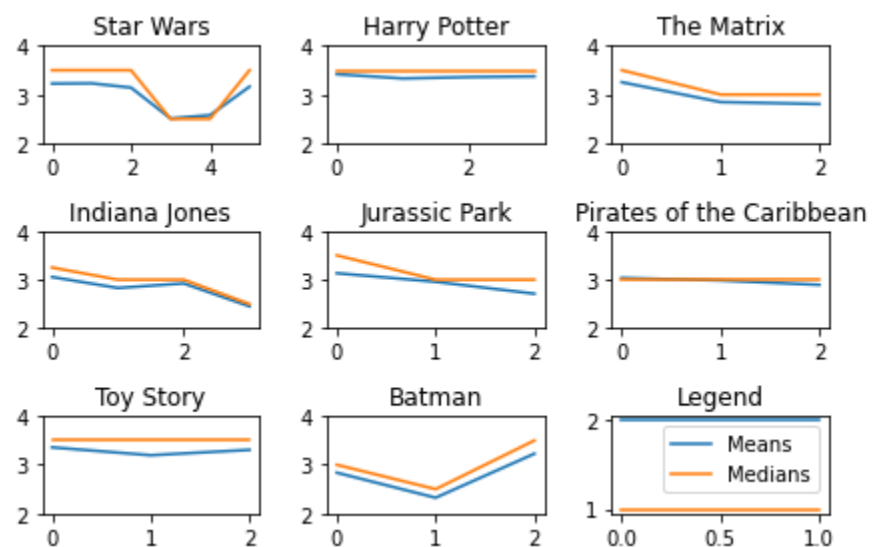 Star Wars
4
3
2
0 2 4
Harry Potter
4
3
2
0 2
The Matrix
4
3
2
0 1 2
Indiana Jones
4
3
2
0 2
Jurassic Park
4
3
2
0 1 2
Pirates of the Caribbean
4
3
2
0 1 2
Toy Story
4
3
2
0 1 2
Batman
4
3
2
0 1 2
Legend
2
Means
Medians
1
0.0 0.5 1.0